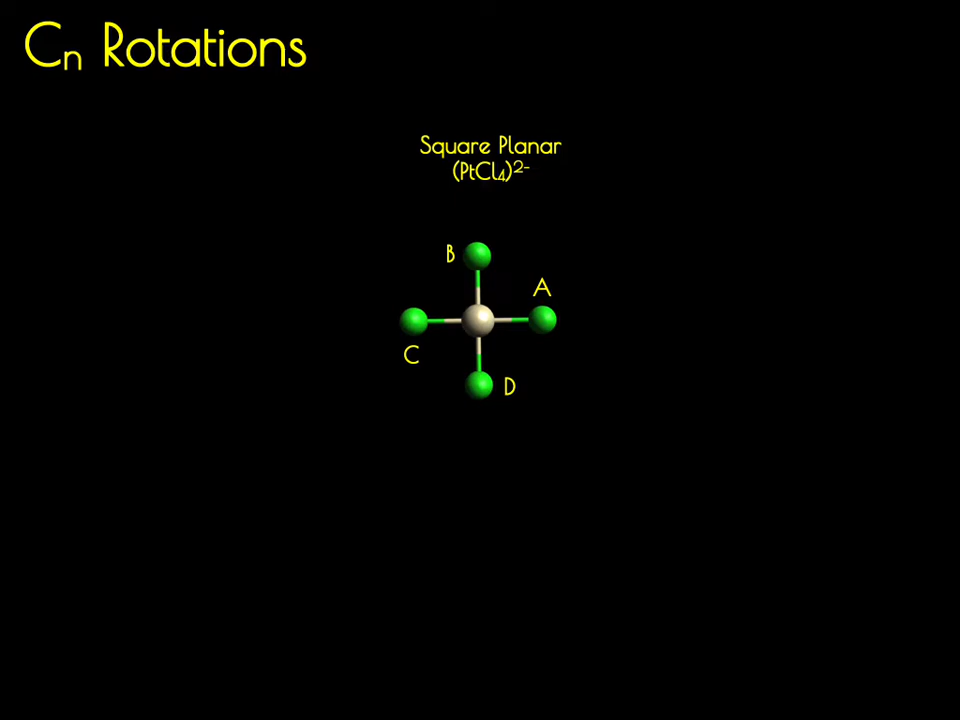 Cₙ Rotations
Square Planar
(PtCl₄)²⁻
B
A
C
D